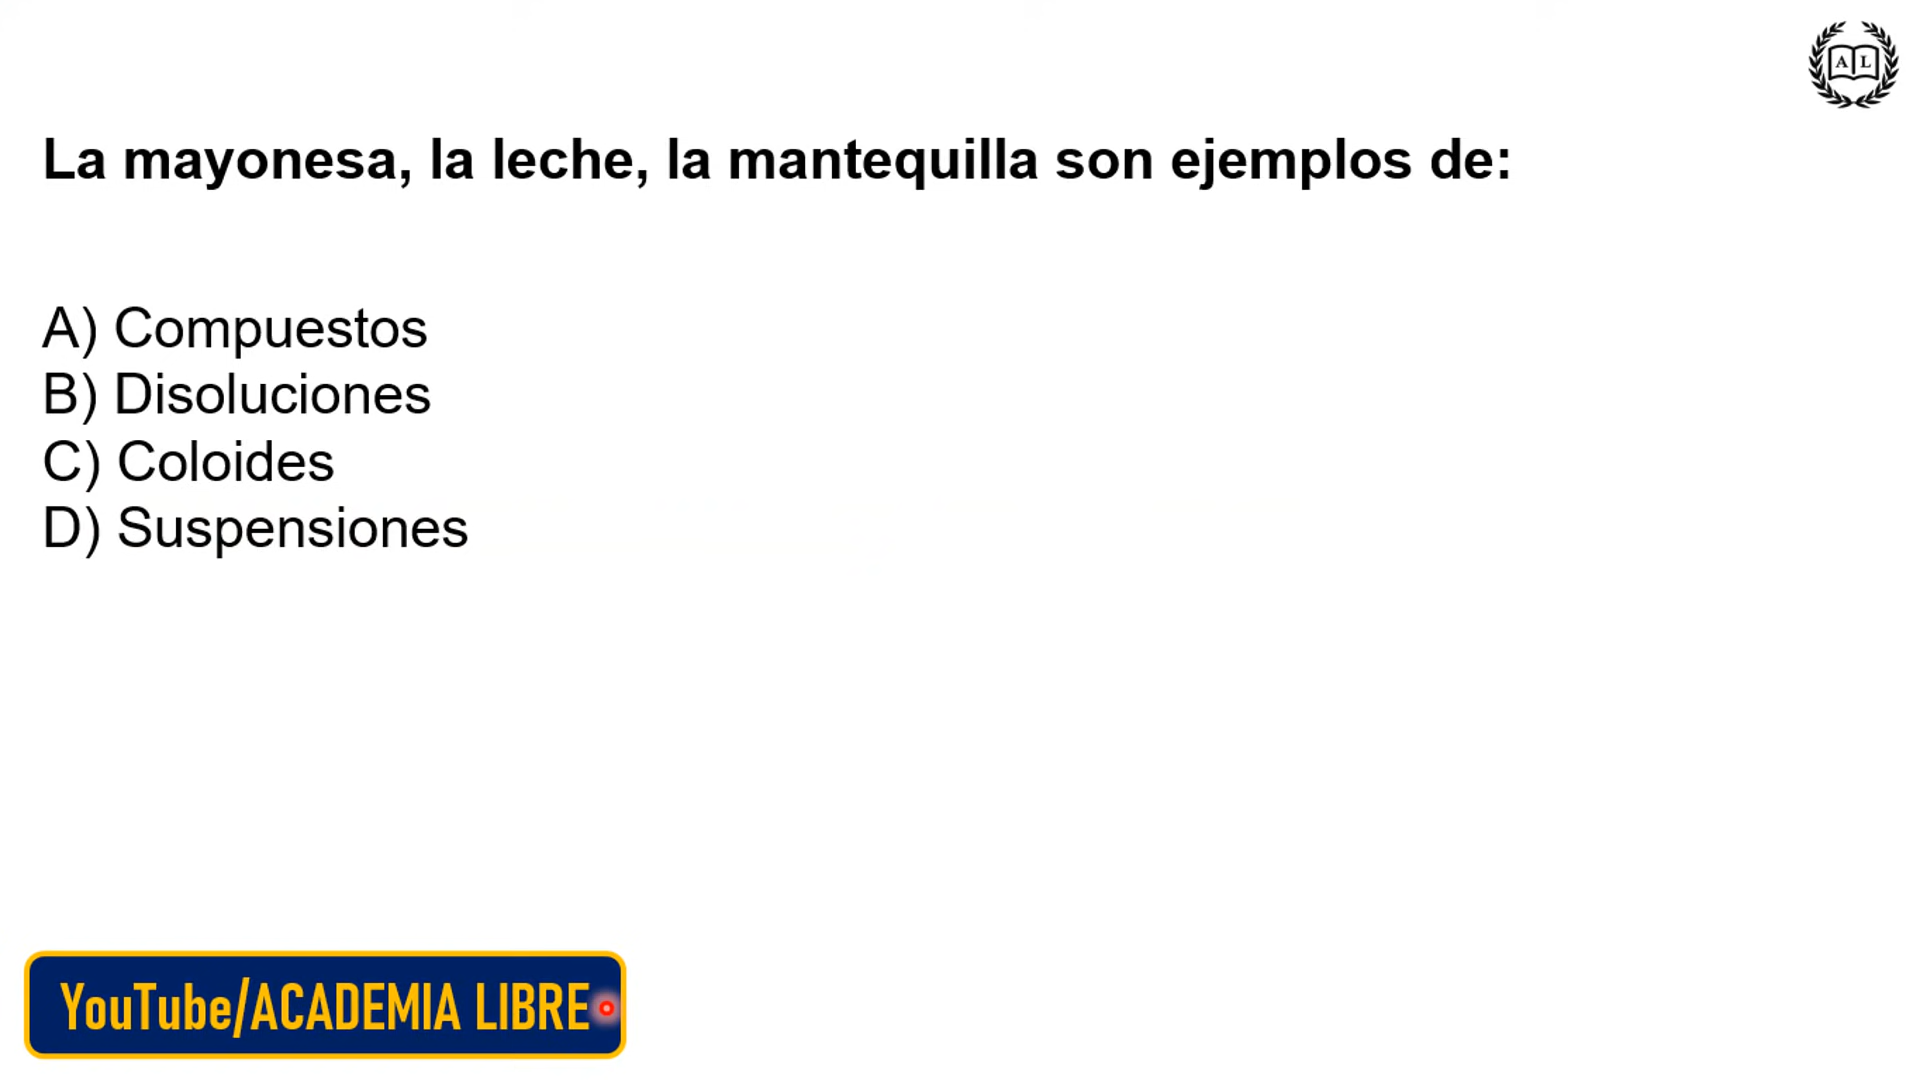 A L
La mayonesa, la leche, la mantequilla son ejemplos de:
A) Compuestos
B) Disoluciones
C) Coloides
D) Suspensiones
YouTube/ACADEMIA LIBRE